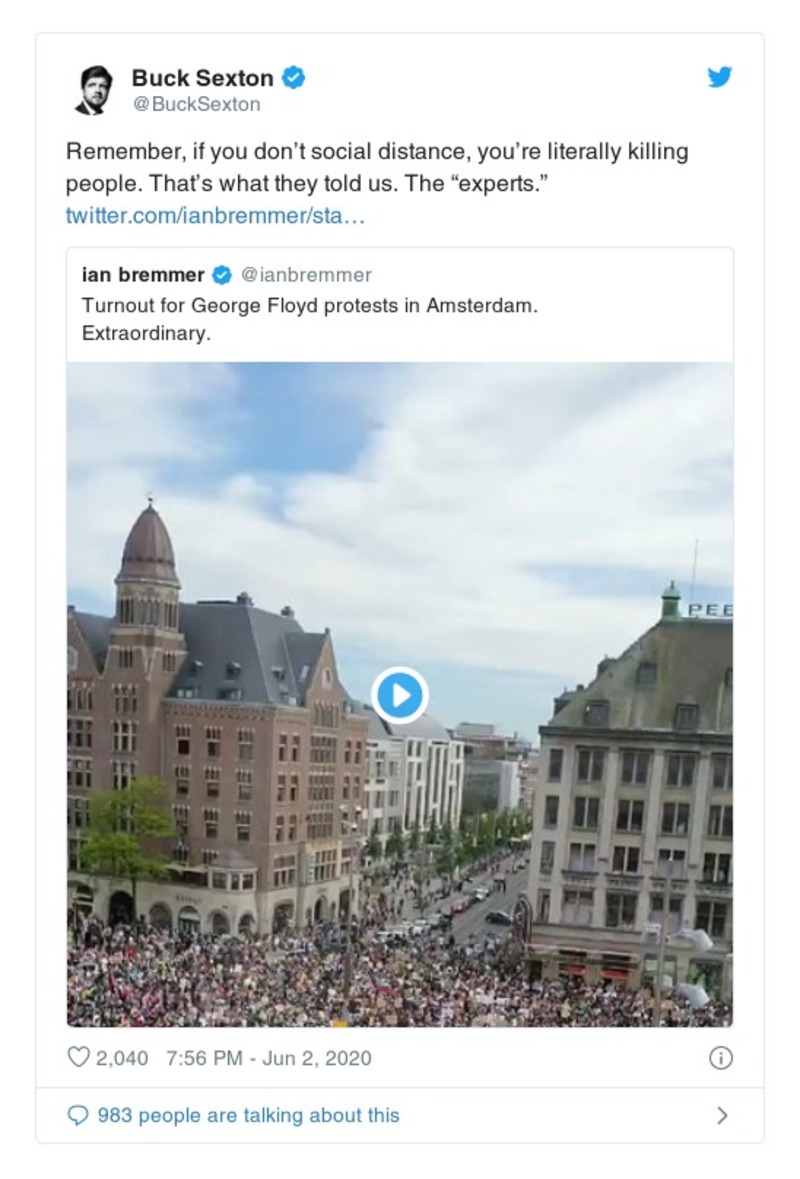 Buck Sexton
@BuckSexton
Remember, if you don’t social distance, you’re literally killing
people. That’s what they told us. The “experts.”
twitter.com/ianbremmer/sta…
ian bremmer @ianbremmer
Turnout for George Floyd protests in Amsterdam.
Extraordinary.
PEE
2,040 7:56 PM - Jun 2, 2020
983 people are talking about this